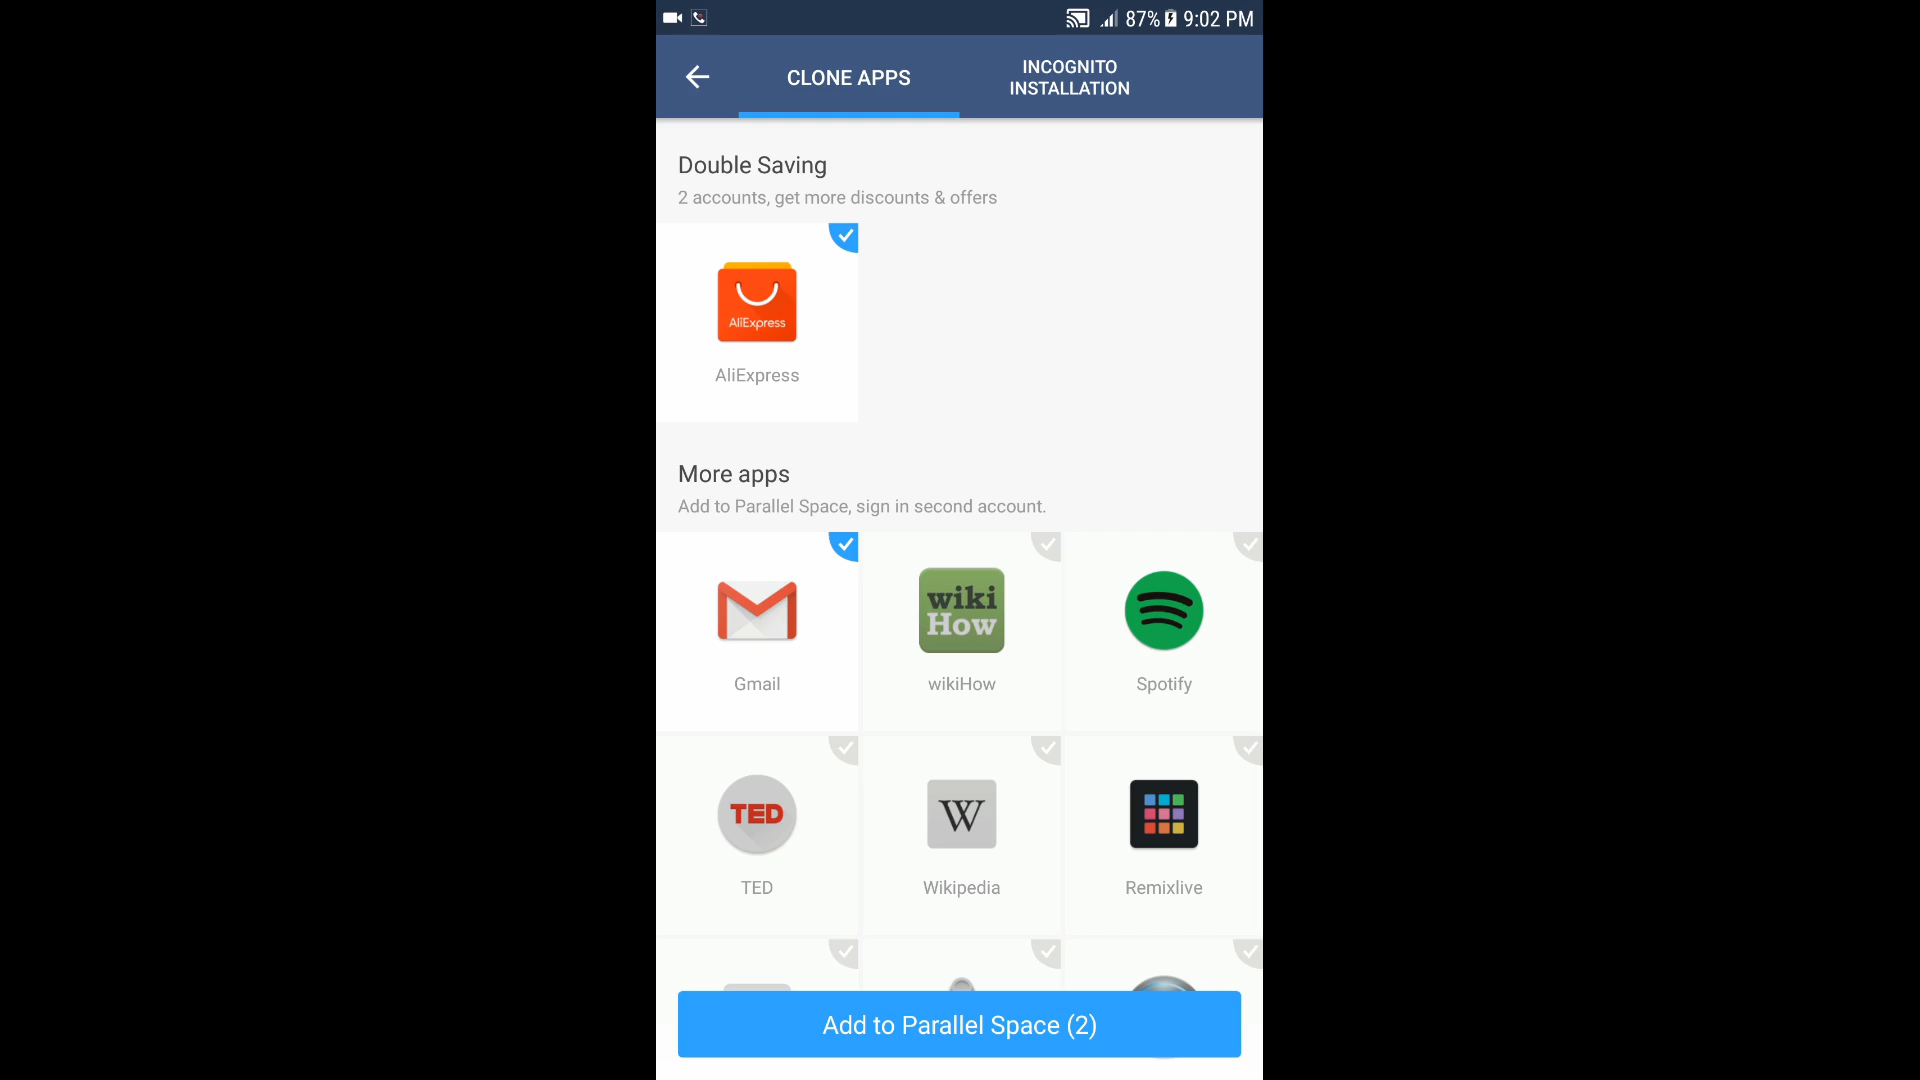 87% 9:02 PM
CLONE APPS
INCOGNITO
INSTALLATION
Double Saving
2 accounts, get more discounts & offers
AliExpress
AliExpress
More apps
Add to Parallel Space, sign in second account.
wiki
How
Gmail
wikiHow
Spotify
TED
W
TED
Wikipedia
Remixlive
Add to Parallel Space (2)